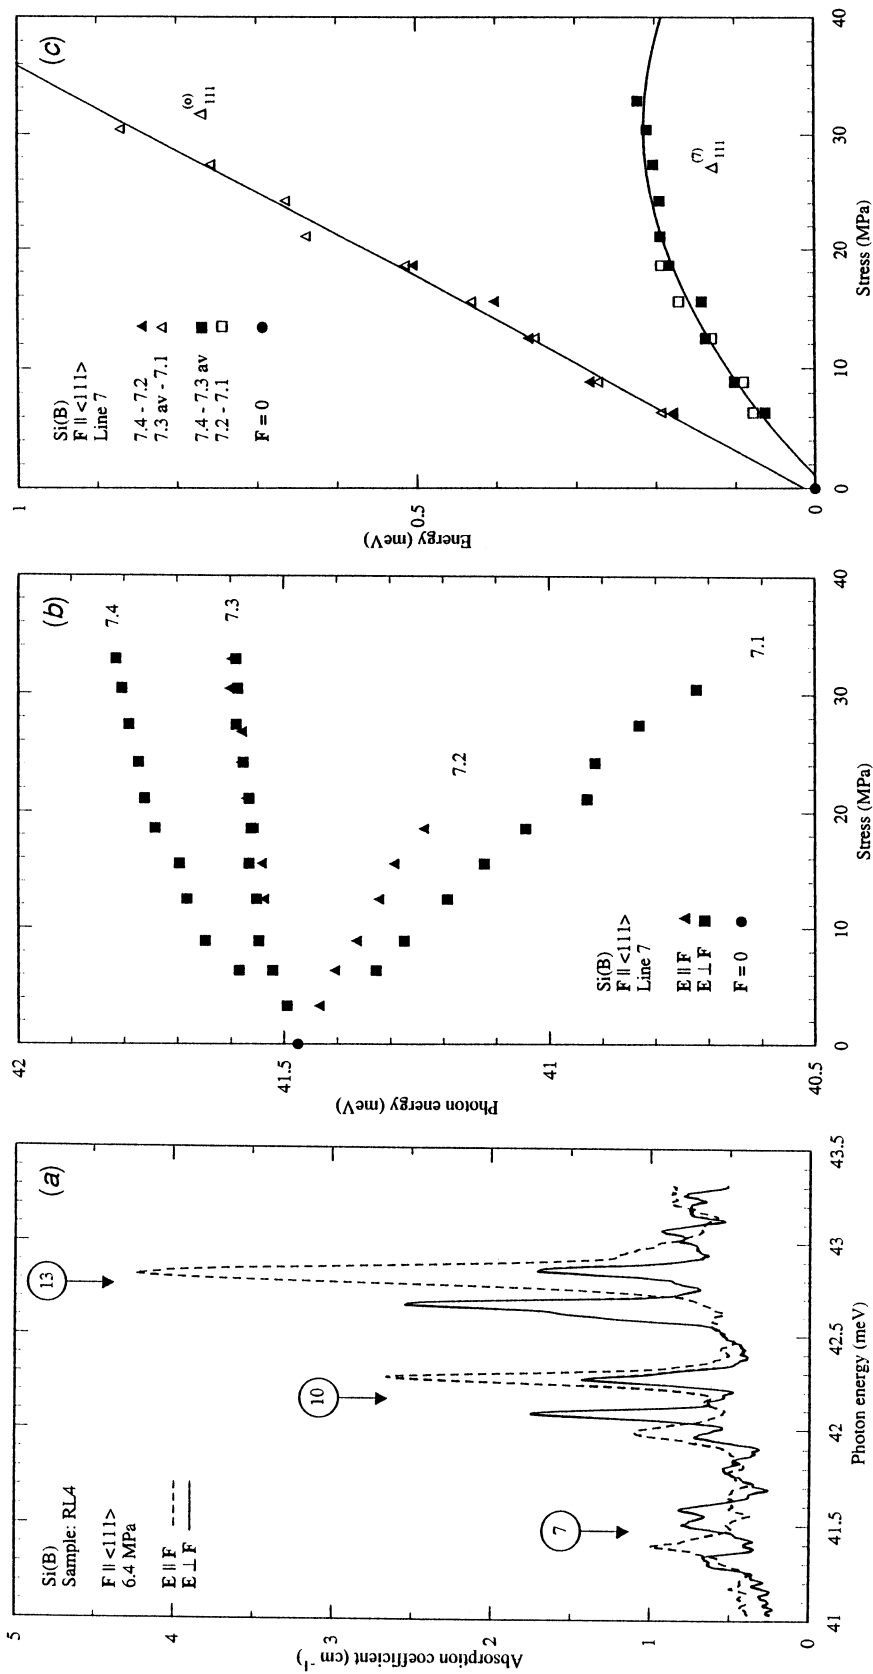 (a)
Si(B)
Sample: RL4
F || <111>
6.4 MPa
E || F
E ⊥ F
7
10
13
5
4
3
2
1
0
Absorption coefficient (cm⁻¹)
41
41.5
42
42.5
43
43.5
Photon energy (meV)
(b)
7.4
7.3
7.2
7.1
Si(B)
F || <111>
Line 7
E || F
E ⊥ F
F = 0
42
41.5
41
40.5
Photon energy (meV)
0
10
20
30
40
Stress (MPa)
(c)
Si(B)
F || <111>
Line 7
7.4 - 7.2
7.3 av - 7.1
7.4 - 7.3 av
7.2 - 7.1
F = 0
Δ₁₁₁⁽⁰⁾
Δ₁₁₁⁽⁷⁾
1
0.5
0
Energy (meV)
0
10
20
30
40
Stress (MPa)